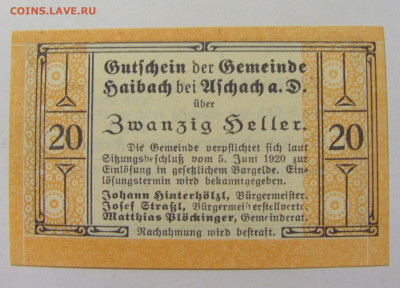 COINS.LAVE.RU
Gutschein der Gemeinde
Haibach bei Aschach a. D.
über
20 Zwanzig Heller. 20
Die Gemeinde verpflichtet sich laut
Sitzungsbeschluß vom 5. Juni 1920 zur
Einlösung in gesetzlichem Bargelde. Ein-
lösungstermin wird bekanntgegeben.
Johann Hinterhölzl, Bürgermeister.
Josef Straßl, Bürgermeisterstellvertr.
Matthias Plöckinger, Gemeinderat.
Nachahmung wird bestraft.